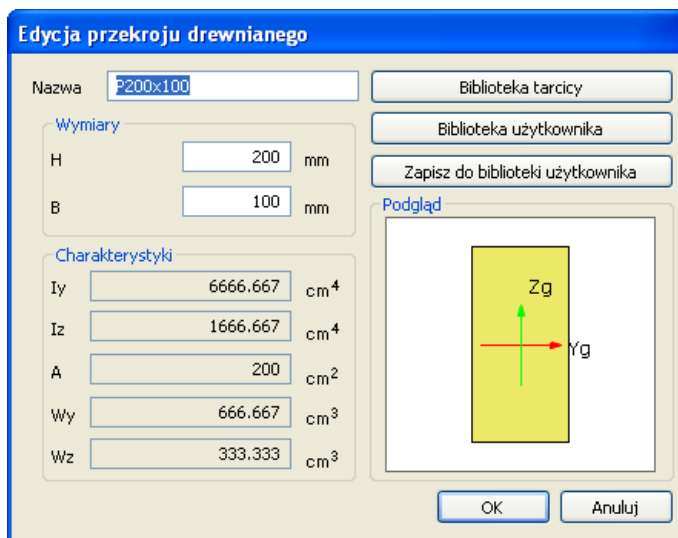 Edycja przekroju drewnianego
Nazwa P200x100
Biblioteka tarcicy
Biblioteka użytkownika
Zapisz do biblioteki użytkownika
Wymiary
H 200 mm
B 100 mm
Charakterystyki
Iy 6666.667 cm4
Iz 1666.667 cm4
A 200 cm2
Wy 666.667 cm3
Wz 333.333 cm3
Podgląd
Zg
Yg
OK Anuluj